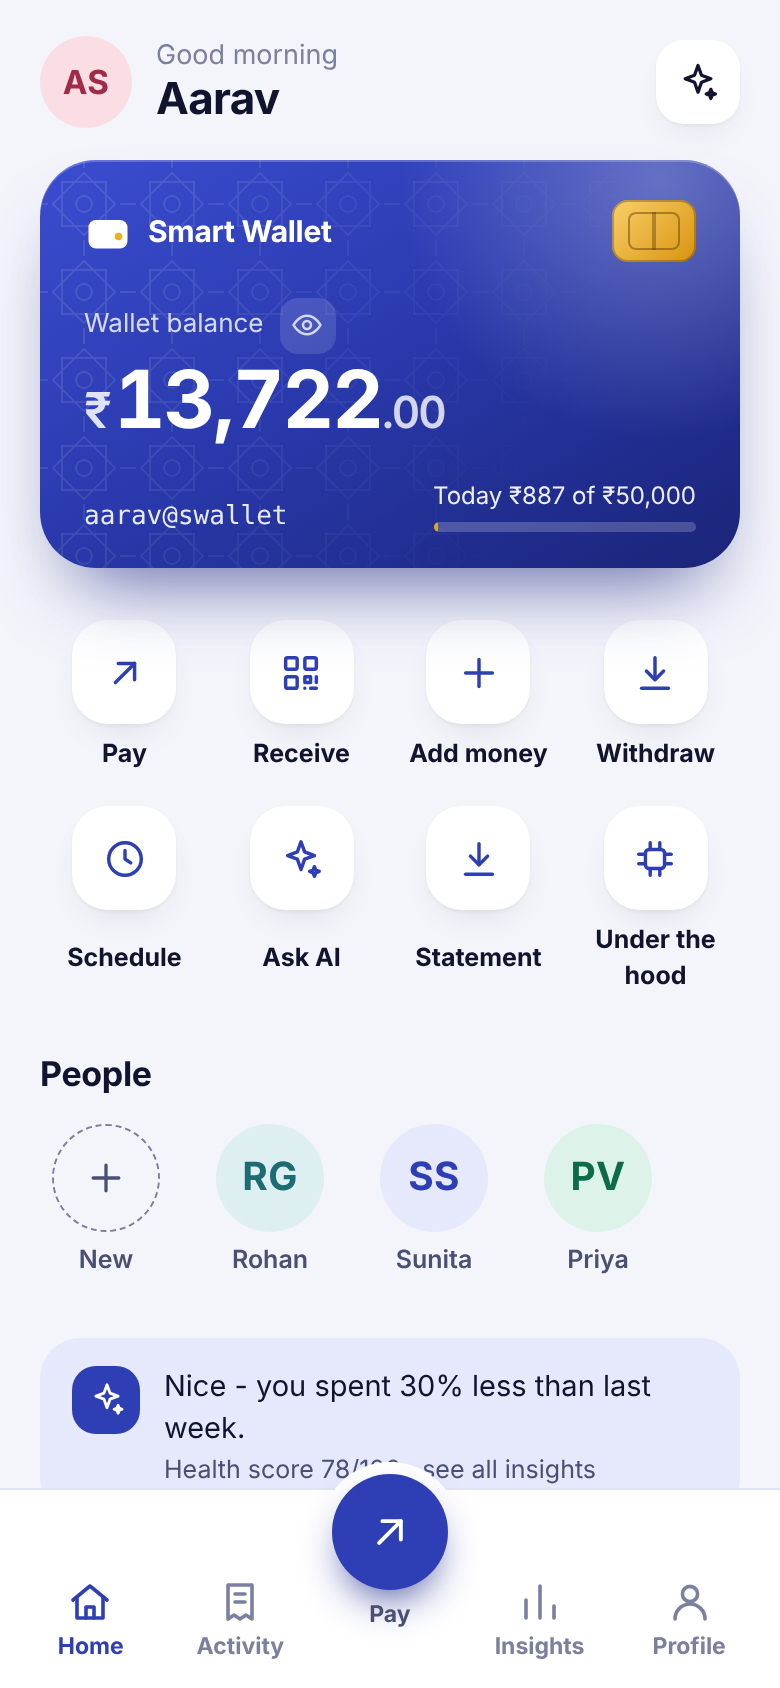 AS
Good morning
Aarav
Smart Wallet
Wallet balance
₹13,722.00
aarav@swallet
Today ₹887 of ₹50,000
Pay
Receive
Add money
Withdraw
Schedule
Ask AI
Statement
Under the
hood
People
RG
SS
PV
New
Rohan
Sunita
Priya
Nice - you spent 30% less than last
week.
Health score 78/100 see all insights
Home
Activity
Pay
Insights
Profile